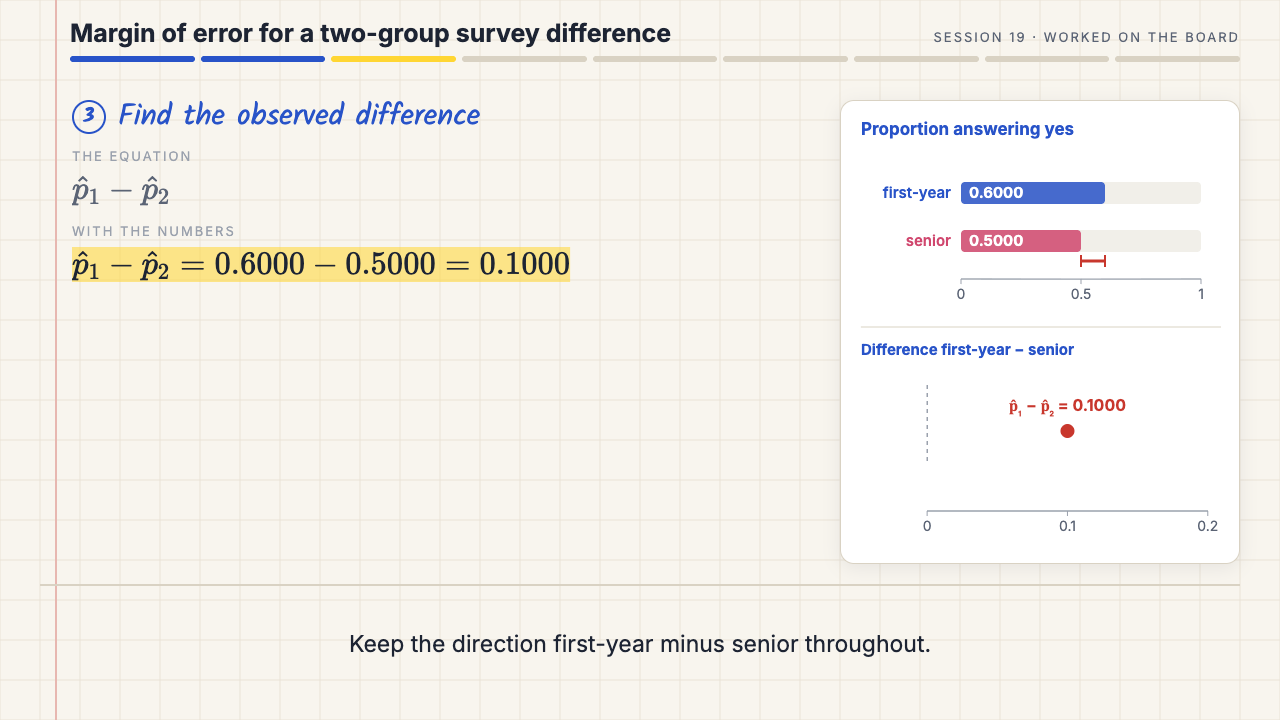 Margin of error for a two-group survey difference
SESSION 19 · WORKED ON THE BOARD
3 Find the observed difference
THE EQUATION
p̂₁ − p̂₂
WITH THE NUMBERS
p̂₁ − p̂₂ = 0.6000 − 0.5000 = 0.1000
Proportion answering yes
first-year 0.6000
senior 0.5000
0 0.5 1
Difference first-year – senior
p̂₁ − p̂₂ = 0.1000
0 0.1 0.2
Keep the direction first-year minus senior throughout.